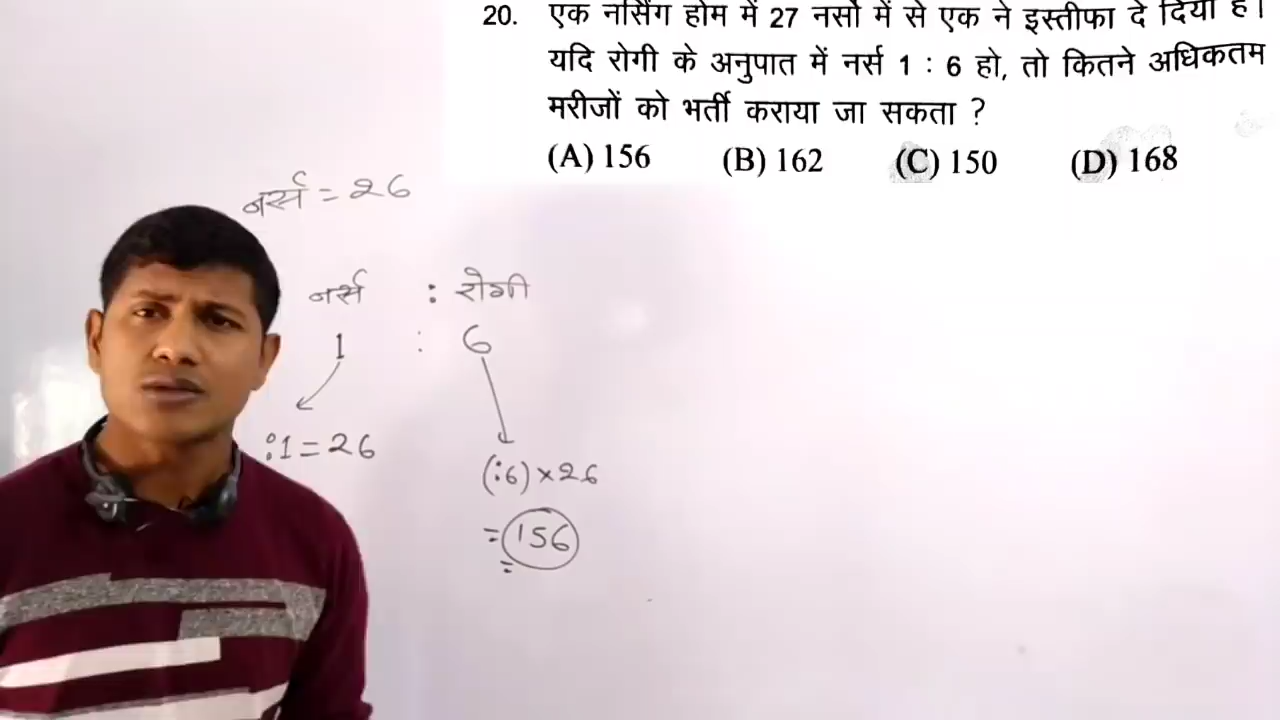 20. एक नर्सिंग होम में 27 नर्सों में से एक ने इस्तीफा दे दिया है।
यदि रोगी के अनुपात में नर्स 1 : 6 हो, तो कितने अधिकतम
मरीजों को भर्ती कराया जा सकता ?
(A) 156 (B) 162 (C) 150 (D) 168
नर्स = 26
नर्स : रोगी
1 : 6
:1 = 26
(:6) × 26
= 156